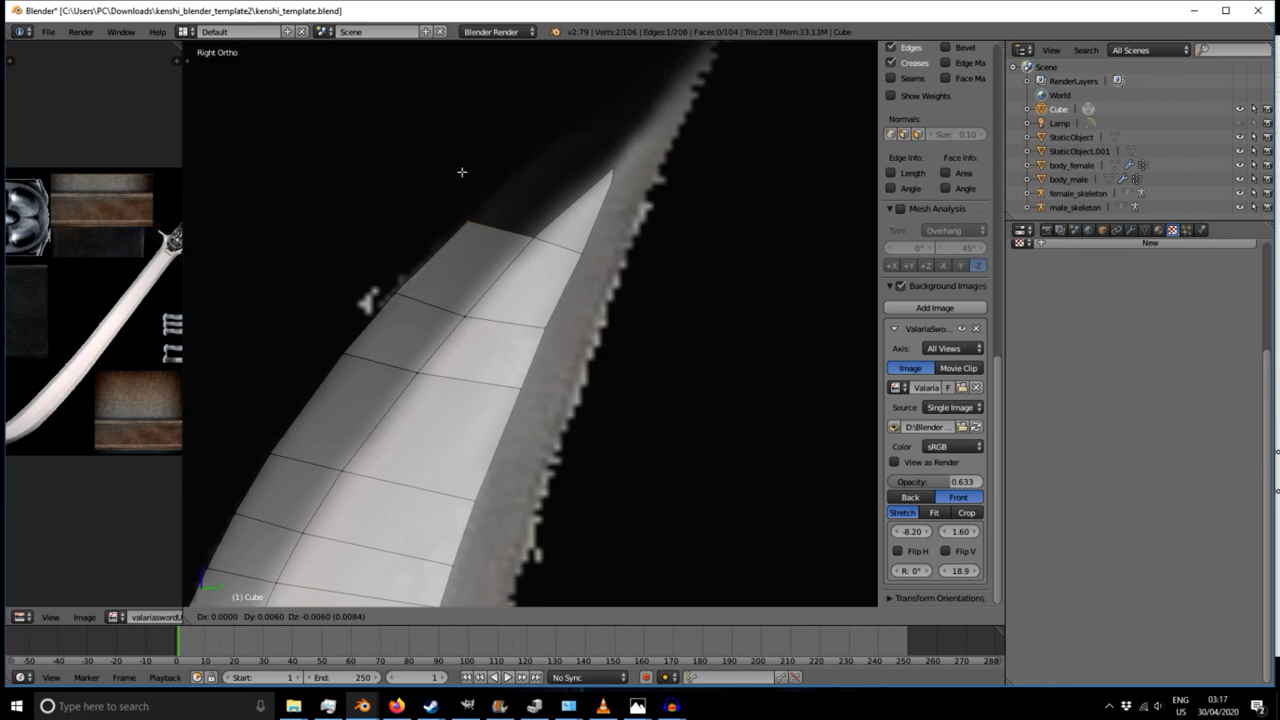 Blender* [C:\Users\PC\Downloads\kenshi_blender_template2\kenshi_template.blend]
File Render Window Help Default Scene Blender Render v2.79 | Verts:2/106 | Edges:1/208 | Faces:0/104 | Tris:208 | Mem:33.13M | Cube
Right Ortho
Edges Bevel
Creases Edge Ma
Seams Face Ma
Show Weights
Normals:
Size: 0.10
Edge Info: Face Info:
Length Area
Angle Angle
Mesh Analysis
Type: Overhang
0° 45°
+X +Y +Z -X -Y -Z
Background Images
Add Image
ValariaSwo...
Axis: All Views
Image Movie Clip
Valaria F
Source Single Image
D:\Blender ...
Color sRGB
View as Render
Opacity: 0.633
Back Front
Stretch Fit Crop
-8.20 1.60
Flip H Flip V
R: 0° 18.9
Transform Orientations
View Search All Scenes
Scene
RenderLayers
World
Cube
Lamp
StaticObject
StaticObject.001
body_female
body_male
female_skeleton
male_skeleton
New
(1) Cube
View Image valariaswordU
Dx: 0.0000 Dy: 0.0060 Dz: -0.0060 (0.0084)
-50 -40 -30 -20 -10 0 10 20 30 40 50 60 70 80 90 100 110 120 130 140 150 160 170 180 190 200 210 220 230 240 250 260 270 280
View Marker Frame Playback Start: 1 End: 250 1 No Sync
Type here to search
ENG
US
03:17
30/04/2020
2